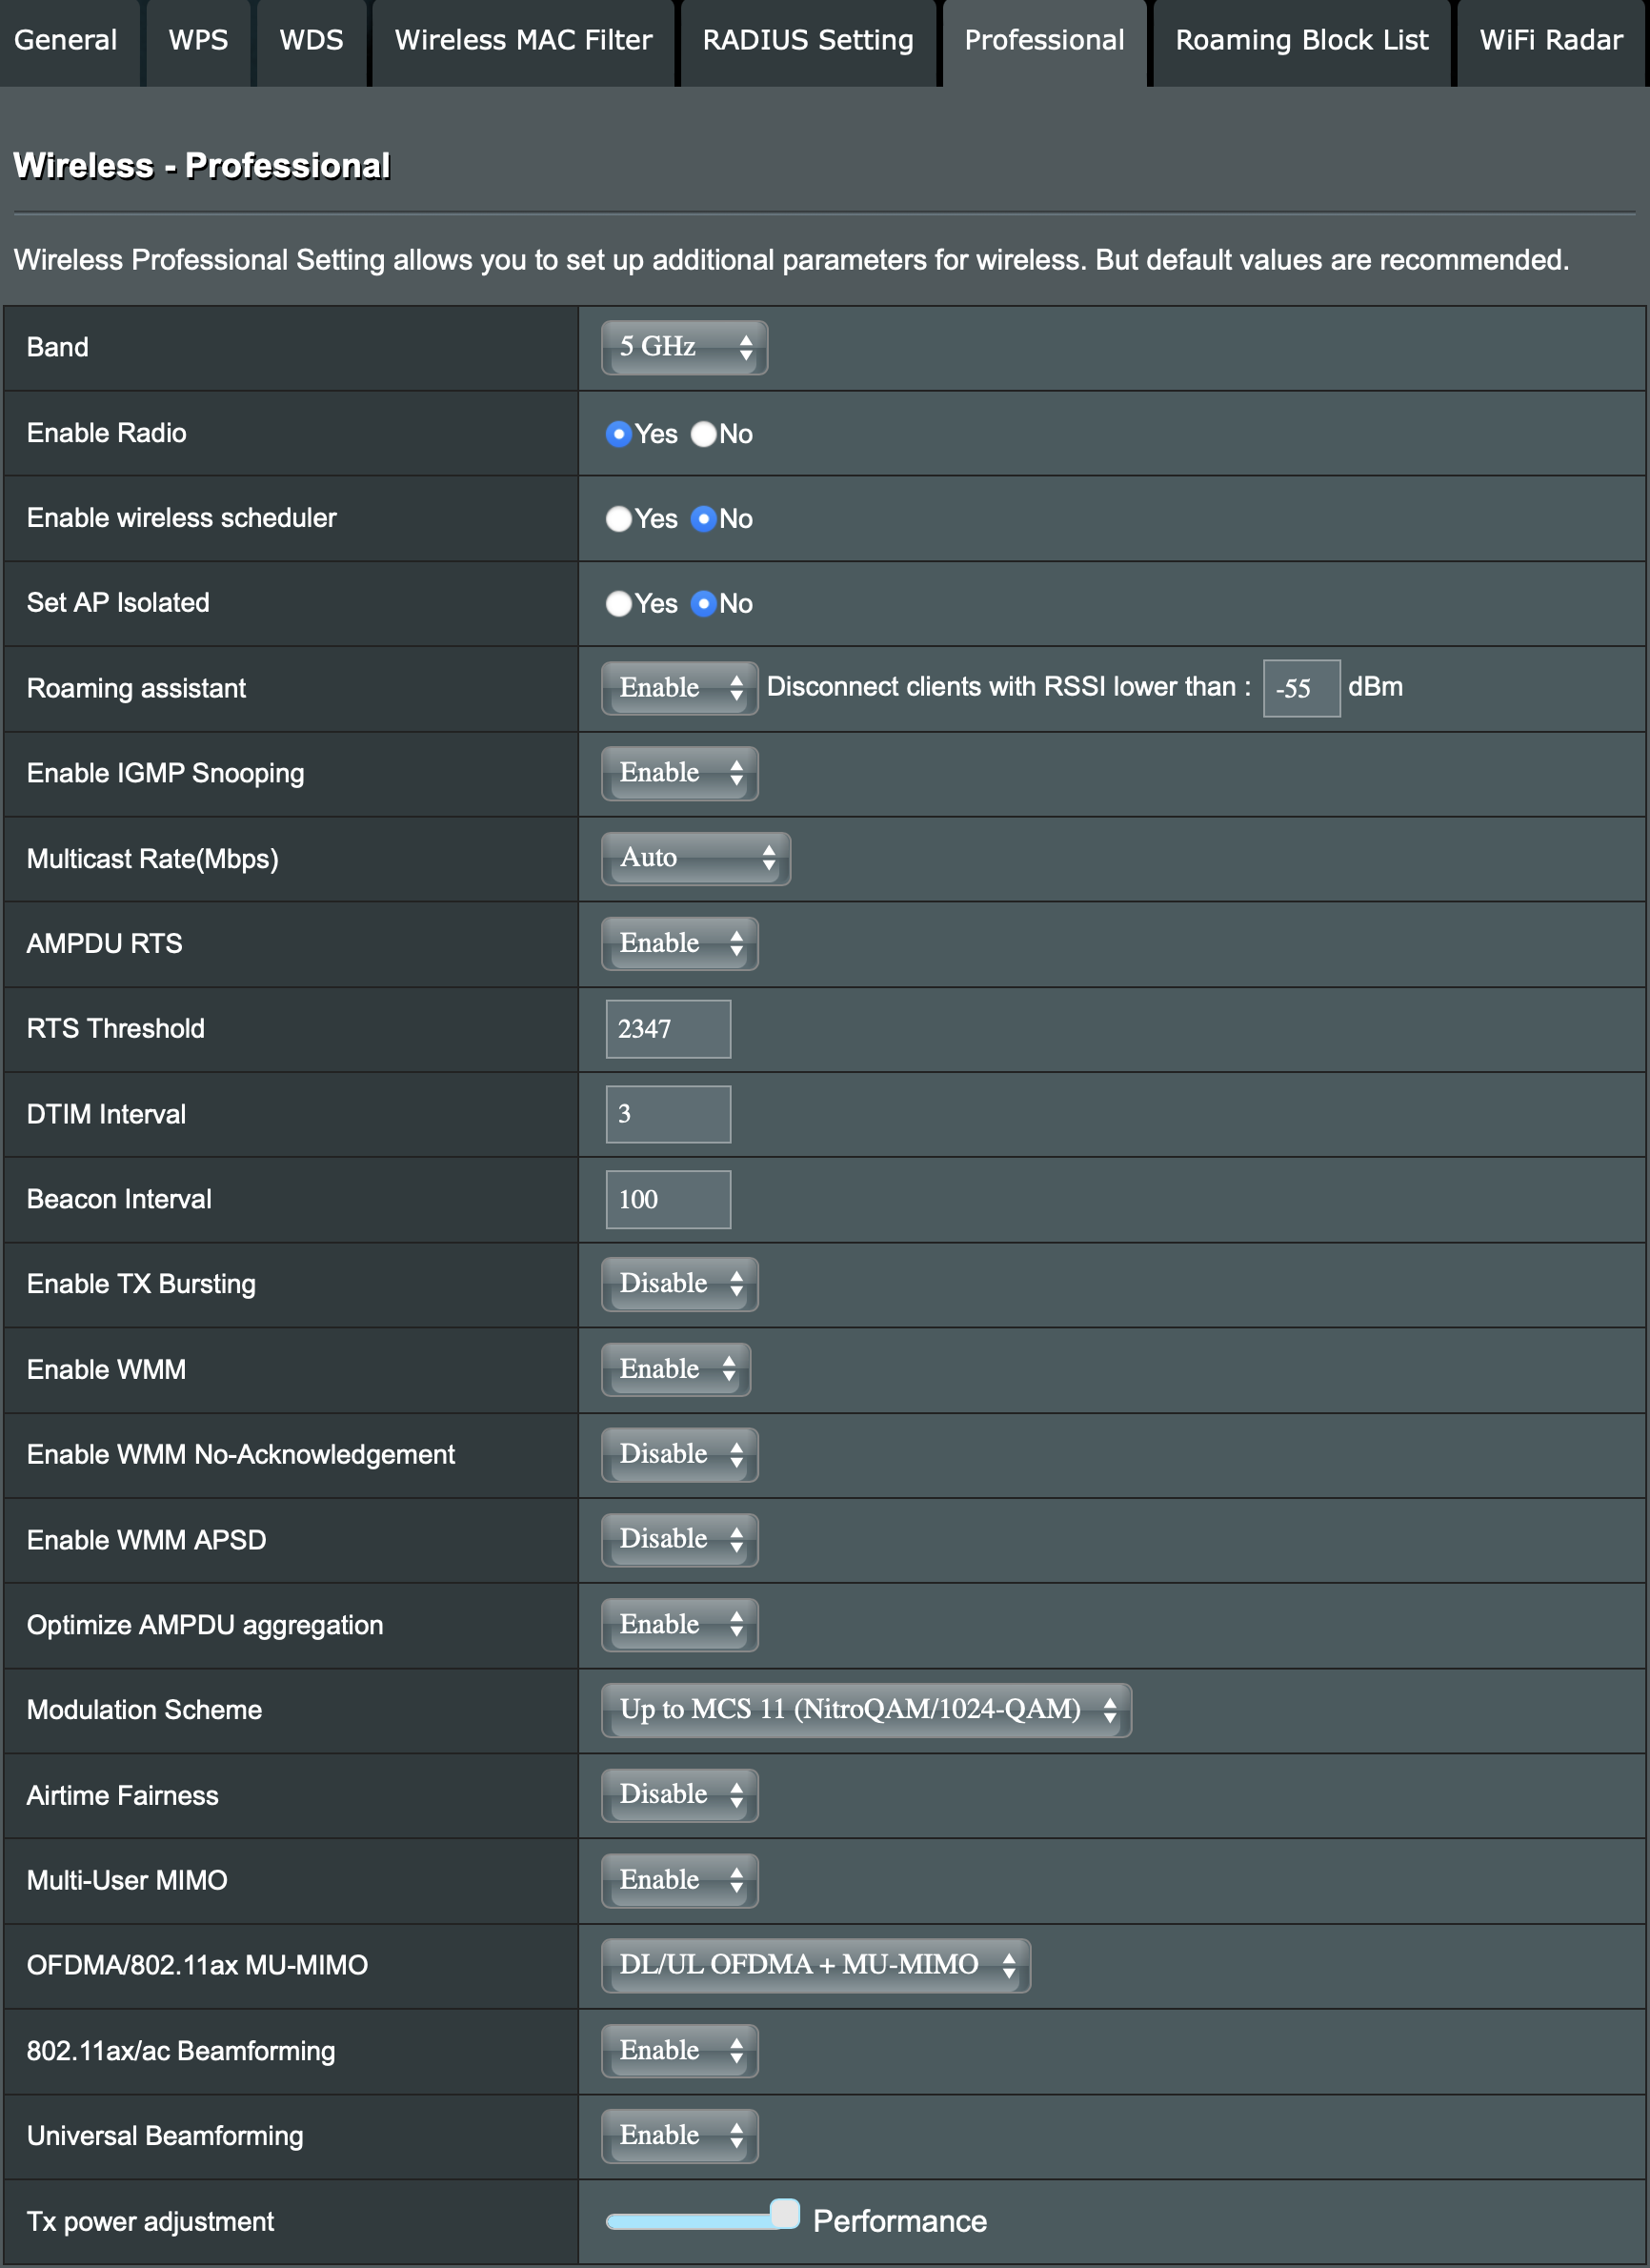 General WPS WDS Wireless MAC Filter RADIUS Setting Professional Roaming Block List WiFi Radar
Wireless - Professional
Wireless Professional Setting allows you to set up additional parameters for wireless. But default values are recommended.
Band 5 GHz
Enable Radio Yes No
Enable wireless scheduler Yes No
Set AP Isolated Yes No
Roaming assistant Enable Disconnect clients with RSSI lower than : -55 dBm
Enable IGMP Snooping Enable
Multicast Rate(Mbps) Auto
AMPDU RTS Enable
RTS Threshold 2347
DTIM Interval 3
Beacon Interval 100
Enable TX Bursting Disable
Enable WMM Enable
Enable WMM No-Acknowledgement Disable
Enable WMM APSD Disable
Optimize AMPDU aggregation Enable
Modulation Scheme Up to MCS 11 (NitroQAM/1024-QAM)
Airtime Fairness Disable
Multi-User MIMO Enable
OFDMA/802.11ax MU-MIMO DL/UL OFDMA + MU-MIMO
802.11ax/ac Beamforming Enable
Universal Beamforming Enable
Tx power adjustment Performance